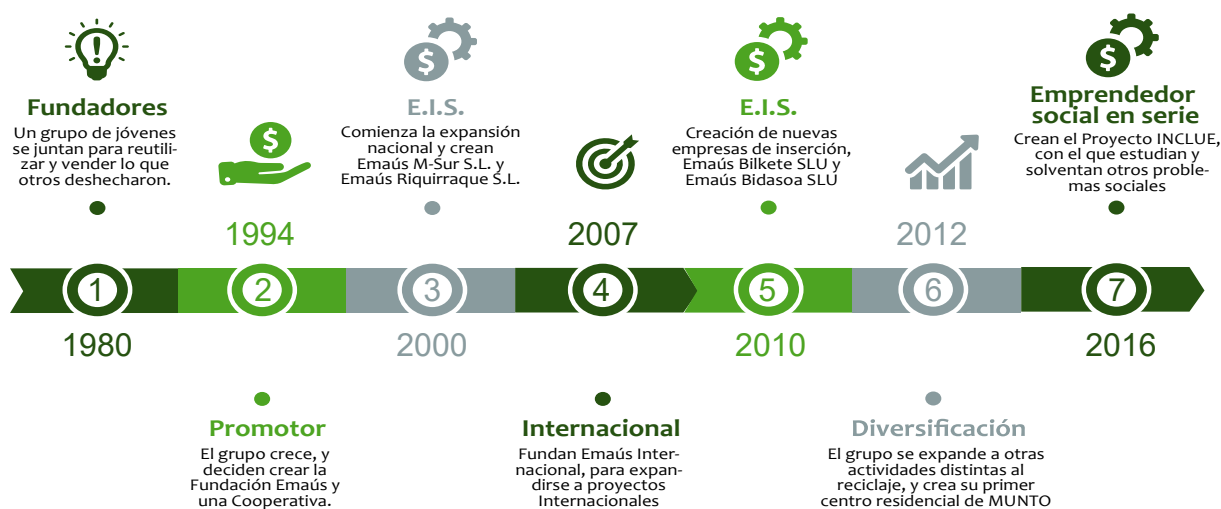 Fundadores
Un grupo de jóvenes
se juntan para reutili-
zar y vender lo que
otros deshecharon.
1
1980
$
1994
2
Promotor
El grupo crece, y
deciden crear la
Fundación Emaús y
una Cooperativa.
$
E.I.S.
Comienza la expansión
nacional y crean
Emaús M-Sur S.L. y
Emaús Riquirraque S.L.
3
2000
2007
4
Internacional
Fundan Emaús Inter-
nacional, para expan-
dirse a proyectos
Internacionales
$
E.I.S.
Creación de nuevas
empresas de inserción,
Emaús Bilkete SLU y
Emaús Bidasoa SLU
5
2010
2012
6
Diversificación
El grupo se expande a otras
actividades distintas al
reciclaje, y crea su primer
centro residencial de MUNTO
$
Emprendedor
social en serie
Crean el Proyecto INCLUE,
con el que estudian y
solventan otros proble-
mas sociales
7
2016